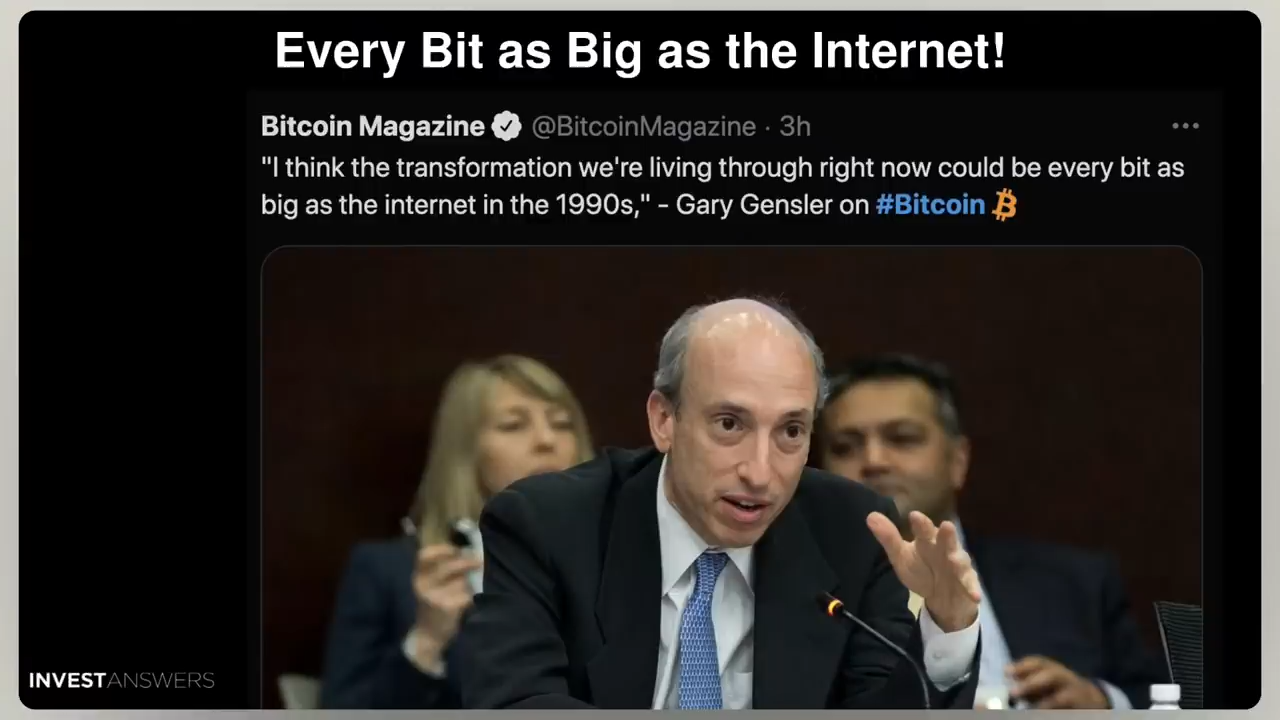 Every Bit as Big as the Internet!
Bitcoin Magazine @BitcoinMagazine · 3h
"I think the transformation we're living through right now could be every bit as
big as the internet in the 1990s," - Gary Gensler on #Bitcoin
INVESTANSWERS